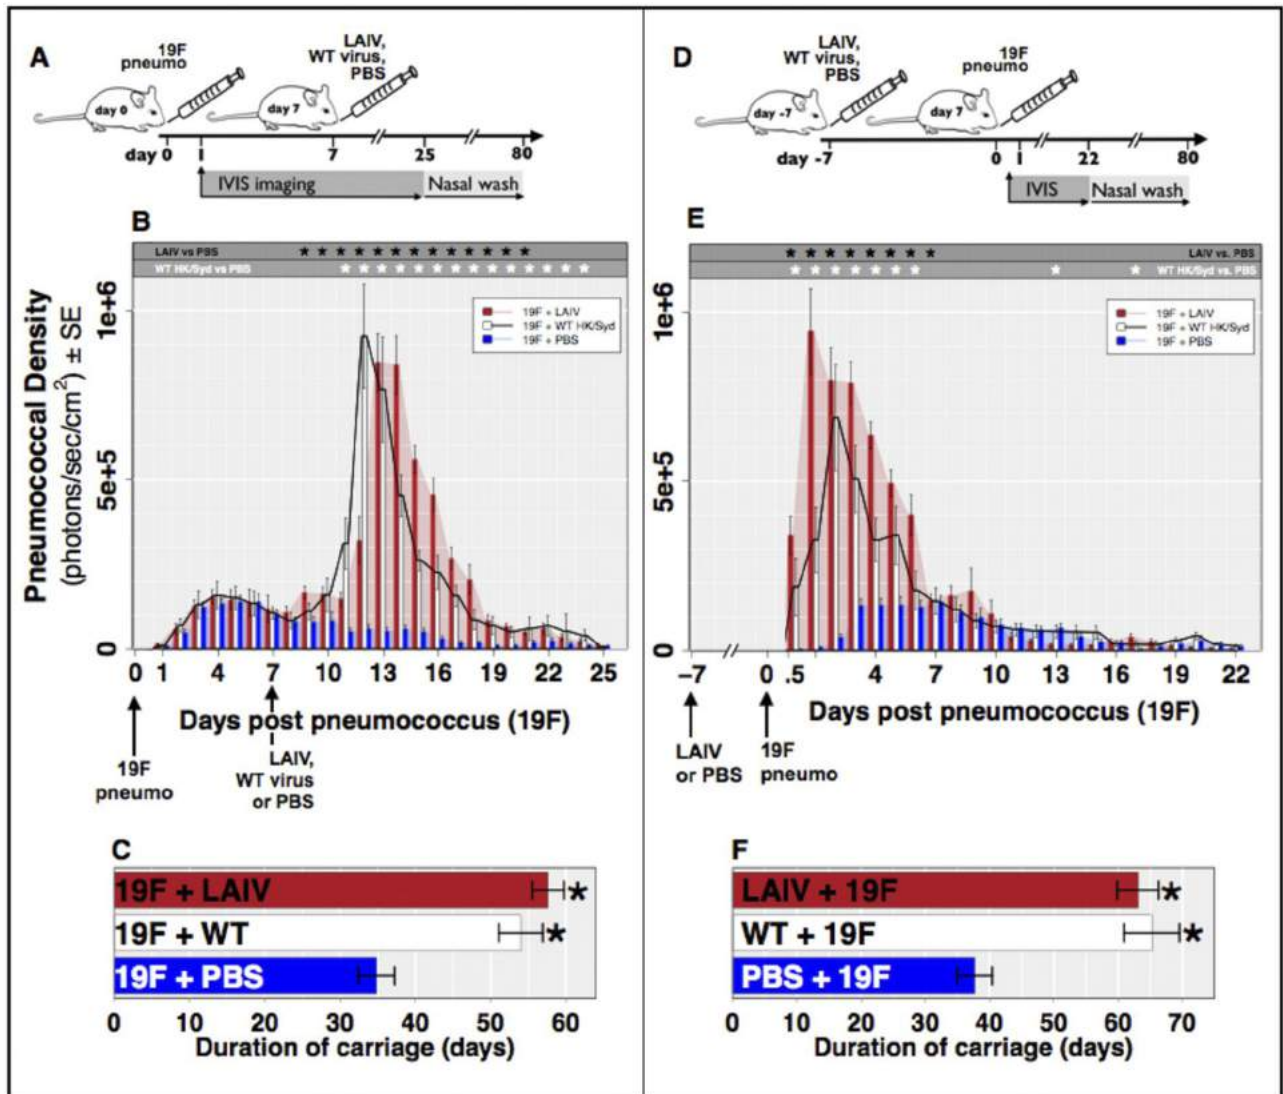 A
19F
pneumo
LAIV,
WT virus,
PBS
day 0
day 7
day 0 1 7 25 80
IVIS imaging
Nasal wash
B
LAIV vs PBS ★ ★ ★ ★ ★ ★ ★ ★ ★ ★ ★ ★ ★
WT HK/Syd vs PBS ★ ★ ★ ★ ★ ★ ★ ★ ★ ★ ★ ★ ★ ★
19F + LAIV
19F + WT HK/Syd
19F + PBS
Pneumococcal Density
(photons/sec/cm²) ± SE
1e+6
5e+5
0
0 1 4 7 10 13 16 19 22 25
Days post pneumococcus (19F)
19F
pneumo
LAIV,
WT virus
or PBS
C
19F + LAIV *
19F + WT *
19F + PBS
0 10 20 30 40 50 60
Duration of carriage (days)
D
LAIV,
WT virus,
PBS
19F
pneumo
day -7
day 7
day -7 0 1 22 80
IVIS
Nasal wash
E
★ ★ ★ ★ ★ ★ ★ ★ LAIV vs. PBS
★ ★ ★ ★ ★ ★ ★ ★ ★ WT HK/Syd vs. PBS
19F + LAIV
19F + WT HK/Syd
19F + PBS
1e+6
5e+5
0
−7 0 .5 4 7 10 13 16 19 22
Days post pneumococcus (19F)
LAIV
or PBS
19F
pneumo
F
LAIV + 19F *
WT + 19F *
PBS + 19F
0 10 20 30 40 50 60 70
Duration of carriage (days)